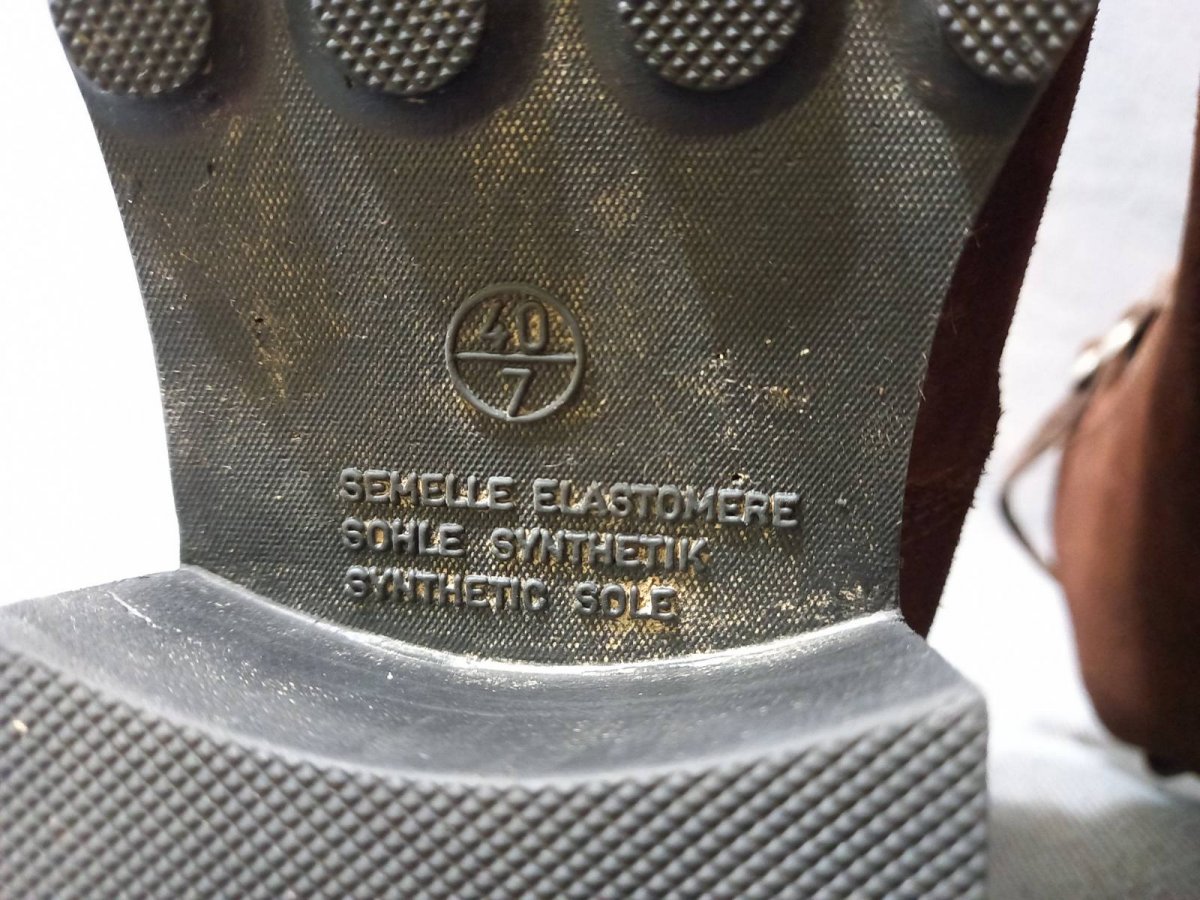 40
7
SEMELLE ELASTOMERE
SOHLE SYNTHETIK
SYNTHETIC SOLE